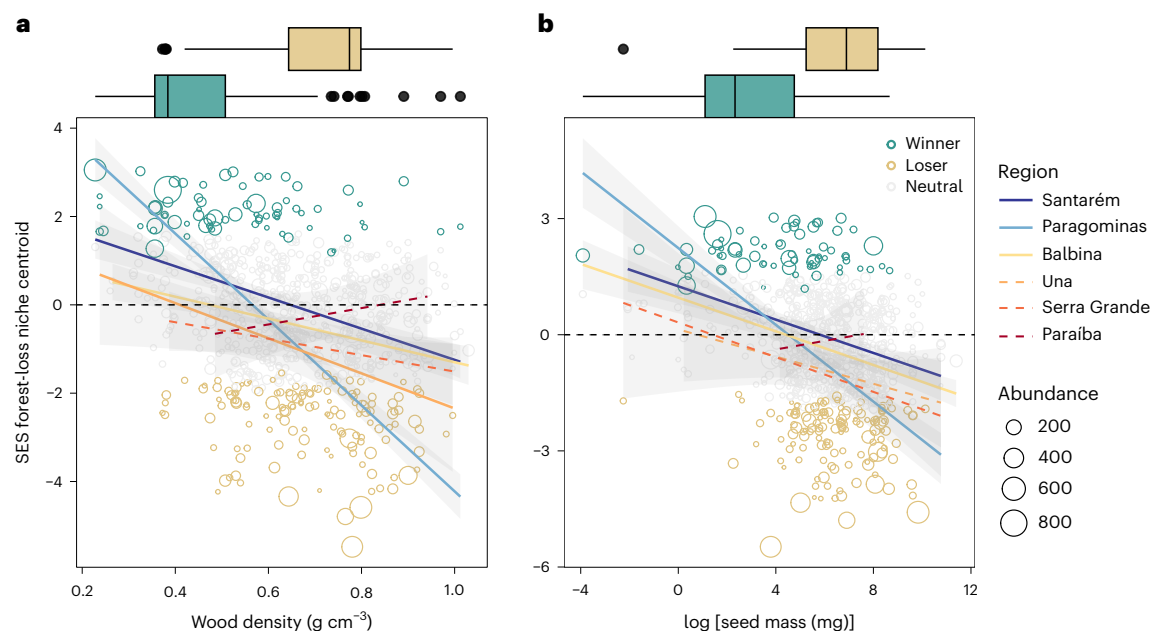 a
b
4
2
0
−2
−4
SES forest-loss niche centroid
0.2
0.4
0.6
0.8
1.0
Wood density (g cm⁻³)
3
0
−3
−6
−4
0
4
8
12
log [seed mass (mg)]
Winner
Loser
Neutral
Region
Santarém
Paragominas
Balbina
Una
Serra Grande
Paraíba
Abundance
200
400
600
800